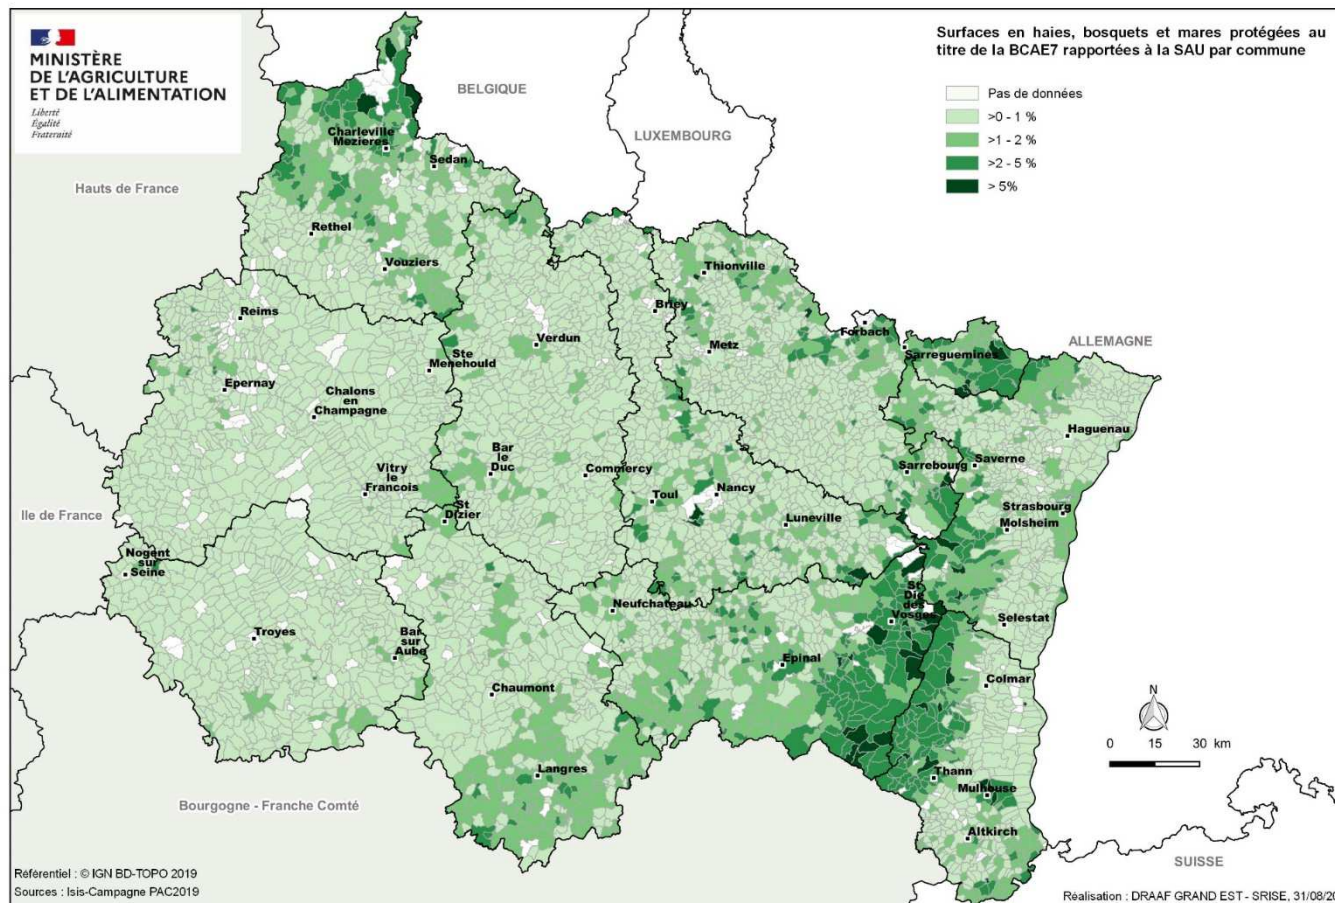 MINISTÈRE
DE L'AGRICULTURE
ET DE L'ALIMENTATION
Liberté
Égalité
Fraternité
Surfaces en haies, bosquets et mares protégées au
titre de la BCAE7 rapportées à la SAU par commune
Pas de données
>0 - 1 %
>1 - 2 %
>2 - 5 %
> 5%
BELGIQUE
LUXEMBOURG
Hauts de France
Charleville
Mezieres
Sedan
Rethel
Vouziers
Thionville
Reims
Briey
Forbach
ALLEMAGNE
Verdun
Metz
Sarreguemines
Ste
Menehould
Epernay
Chalons
en
Champagne
Haguenau
Bar
le
Duc
Commercy
Sarrebourg
Saverne
Vitry
le
Francois
Toul
Nancy
Ile de France
St
Dizier
Luneville
Strasbourg
Molsheim
Nogent
sur
Seine
Neufchateau
St
Die
des
Vosges
Selestat
Troyes
Bar
sur
Aube
Epinal
Colmar
Chaumont
N
0 15 30 km
Langres
Thann
Mulhouse
Bourgogne - Franche Comté
Altkirch
SUISSE
Référentiel : © IGN BD-TOPO 2019
Sources : Isis-Campagne PAC2019
Réalisation : DRAAF GRAND EST - SRISE, 31/08/20